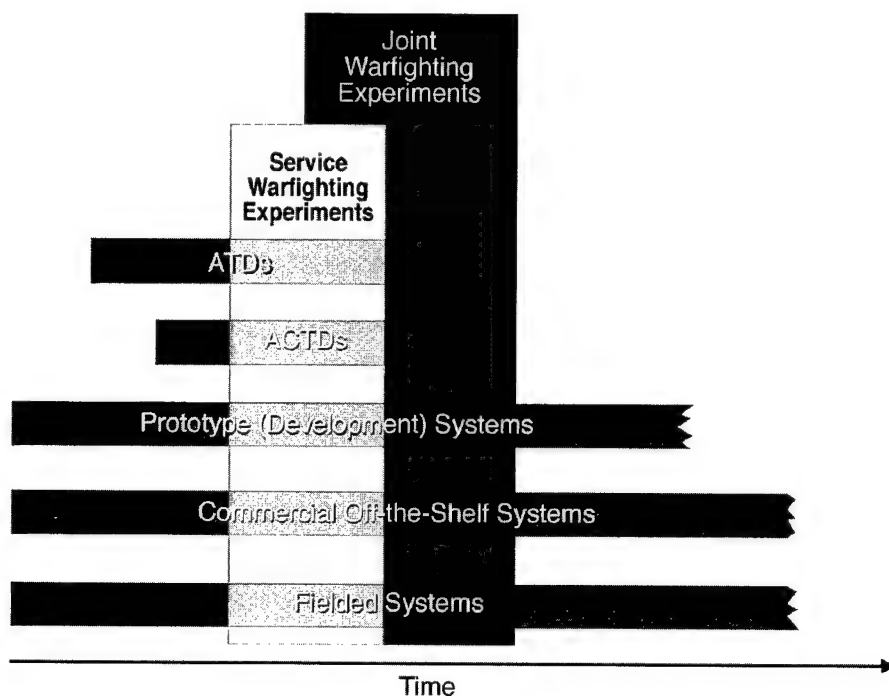 Joint
Warfighting
Experiments
Service
Warfighting
Experiments
ATDs
ACTDs
Prototype (Development) Systems
Commercial Off-the-Shelf Systems
Fielded Systems
Time